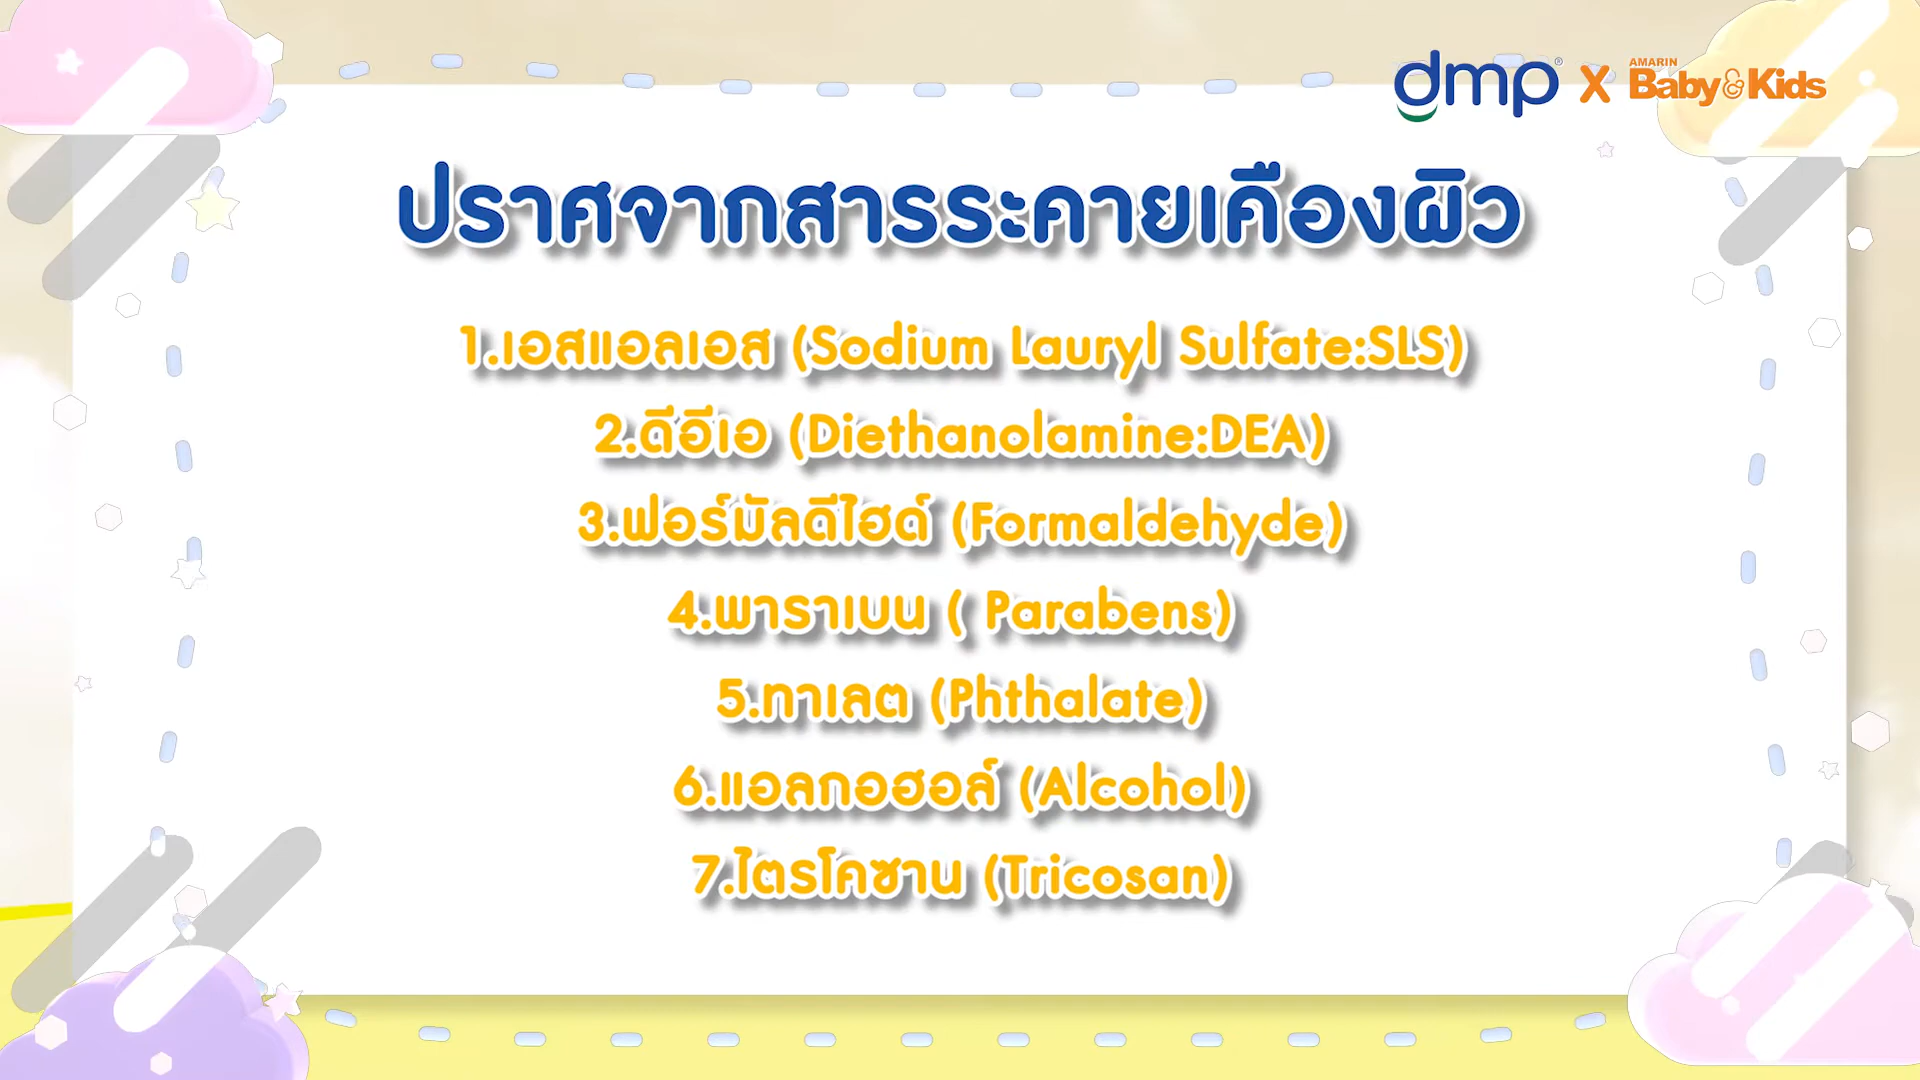 dmp® X AMARIN Baby & Kids
ปราศจากสารระคายเคืองผิว
1.เอสแอลเอส (Sodium Lauryl Sulfate:SLS)
2.ดีอีเอ (Diethanolamine:DEA)
3.ฟอร์มัลดีไฮด์ (Formaldehyde)
4.พาราเบน ( Parabens)
5.ทาเลต (Phthalate)
6.แอลกอฮอล์ (Alcohol)
7.ไตรโคซาน (Tricosan)